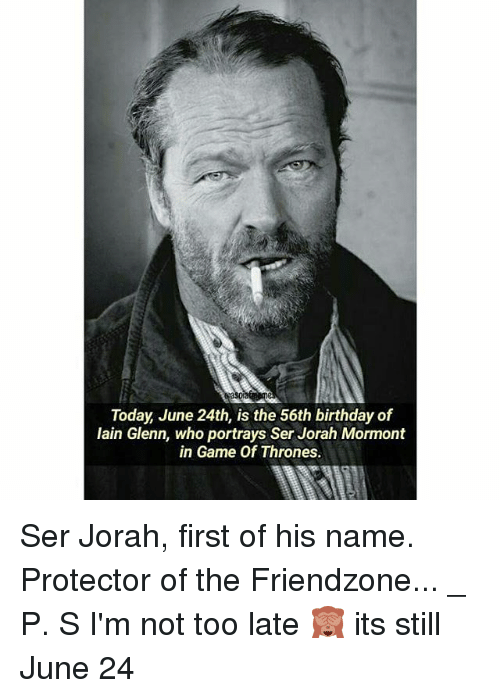 Today, June 24th, is the 56th birthday of
Iain Glenn, who portrays Ser Jorah Mormont
in Game Of Thrones.
Ser Jorah, first of his name.
Protector of the Friendzone... _
P. S I'm not too late 🙈 its still
June 24